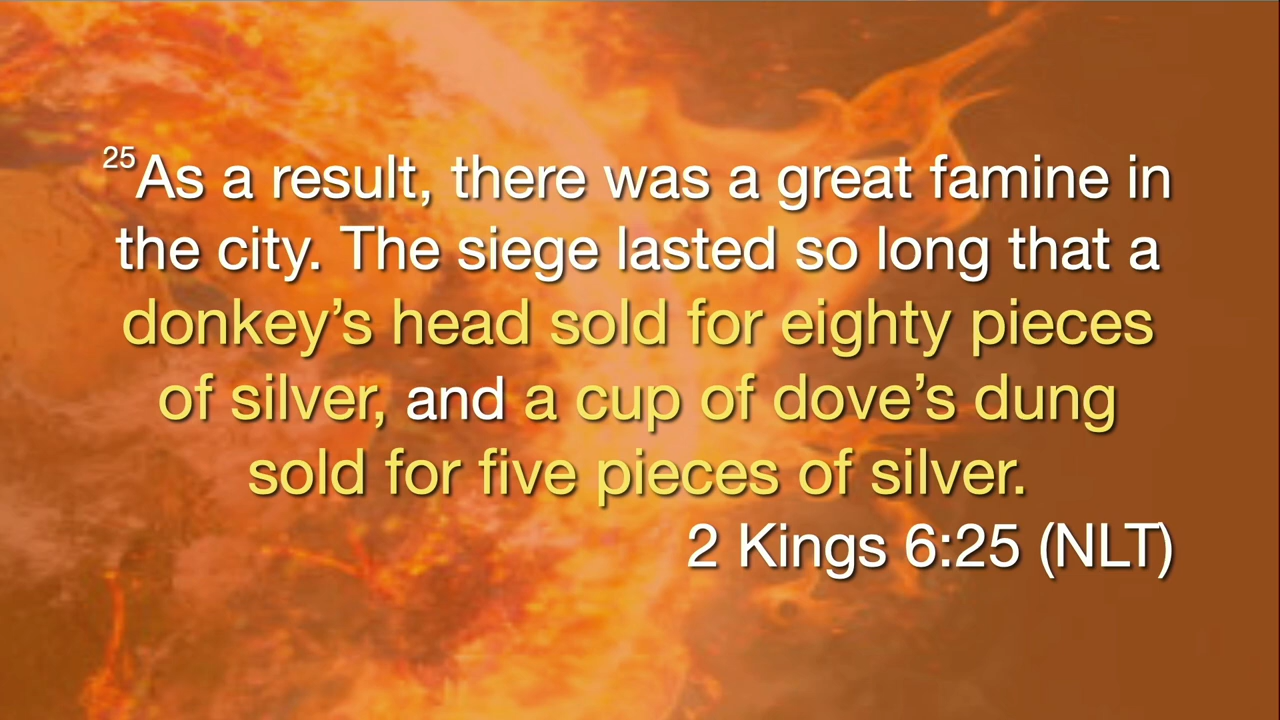 25As a result, there was a great famine in
the city. The siege lasted so long that a
donkey’s head sold for eighty pieces
of silver, and a cup of dove’s dung
sold for five pieces of silver.
2 Kings 6:25 (NLT)